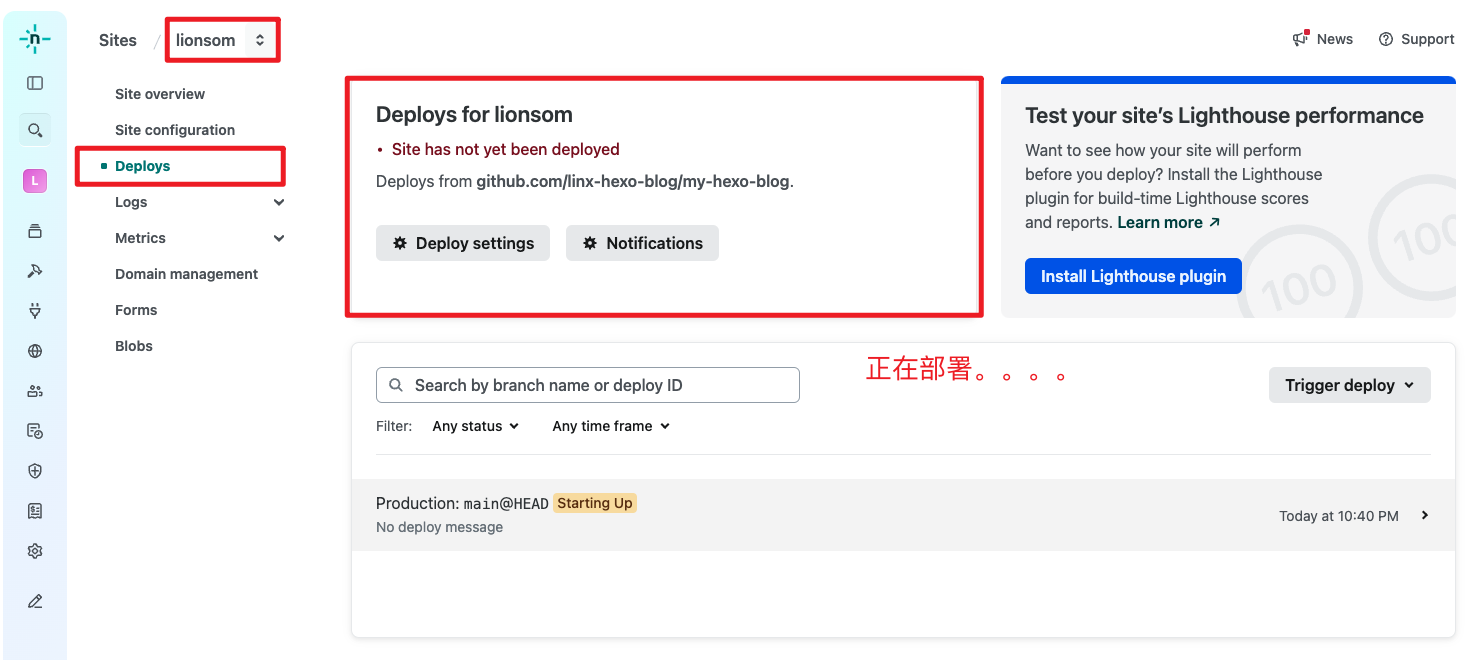 Sites / lionsom
News
Support
Site overview
Site configuration
Deploys
Logs
Metrics
Domain management
Forms
Blobs
L
Deploys for lionsom
• Site has not yet been deployed
Deploys from github.com/linx-hexo-blog/my-hexo-blog.
Deploy settings
Notifications
Test your site’s Lighthouse performance
Want to see how your site will perform
before you deploy? Install the Lighthouse
plugin for build-time Lighthouse scores
and reports. Learn more ↗
Install Lighthouse plugin
100
100
Search by branch name or deploy ID
正在部署。。。。
Trigger deploy
Filter: Any status Any time frame
Production: main@HEAD Starting Up
No deploy message
Today at 10:40 PM